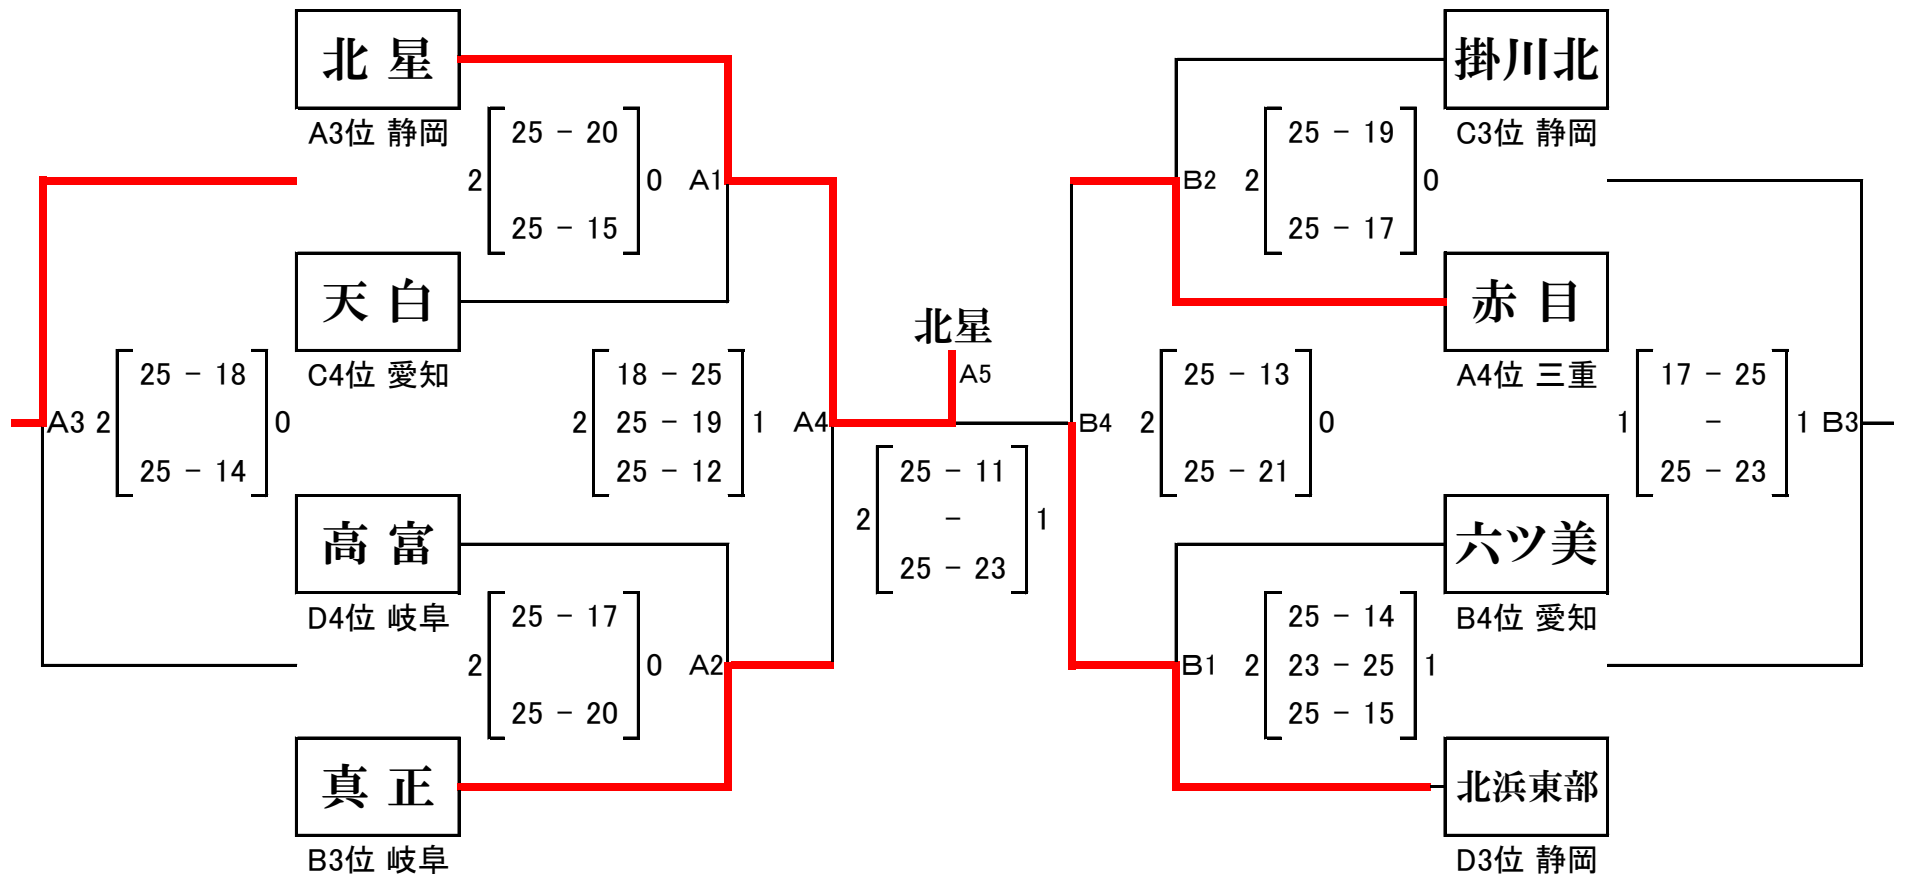 北 星
A3位 静岡
2
25 - 20
25 - 15
0
A1
天 白
C4位 愛知
A3
2
25 - 18
25 - 14
0
2
18 - 25
25 - 19
25 - 12
1
A4
高 富
D4位 岐阜
2
25 - 17
25 - 20
0
A2
真 正
B3位 岐阜
北星
A5
2
25 - 11
-
25 - 23
1
掛川北
C3位 静岡
B2
2
25 - 19
25 - 17
0
赤 目
A4位 三重
B4
2
25 - 13
25 - 21
0
1
17 - 25
-
25 - 23
1
B3
六ツ美
B4位 愛知
B1
2
25 - 14
23 - 25
25 - 15
1
北浜東部
D3位 静岡